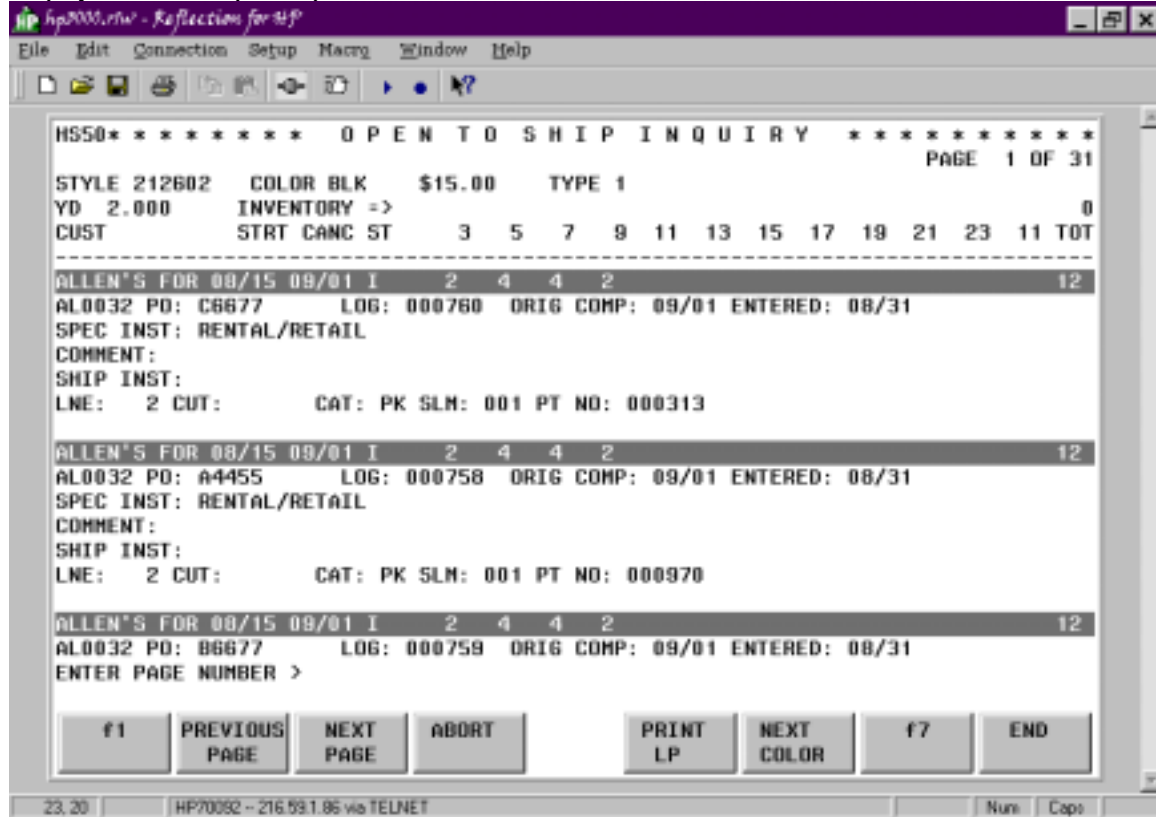 hp3000.r1w - Reflection for HP
File Edit Connection Setup Macro Window Help
HS50* * * * * * * * O P E N T O S H I P I N Q U I R Y * * * * * * * * * *
PAGE 1 OF 31
STYLE 212602 COLOR BLK $15.00 TYPE 1
YD 2.000 INVENTORY => 0
CUST STRT CANC ST 3 5 7 9 11 13 15 17 19 21 23 11 TOT
--------------------------------------------------------------------------------
ALLEN'S FOR 08/15 09/01 I 2 4 4 2 12
AL0032 PO: C6677 LOG: 000760 ORIG COMP: 09/01 ENTERED: 08/31
SPEC INST: RENTAL/RETAIL
COMMENT:
SHIP INST:
LNE: 2 CUT: CAT: PK SLM: 001 PT NO: 000313
ALLEN'S FOR 08/15 09/01 I 2 4 4 2 12
AL0032 PO: A4455 LOG: 000758 ORIG COMP: 09/01 ENTERED: 08/31
SPEC INST: RENTAL/RETAIL
COMMENT:
SHIP INST:
LNE: 2 CUT: CAT: PK SLM: 001 PT NO: 000970
ALLEN'S FOR 08/15 09/01 I 2 4 4 2 12
AL0032 PO: B6677 LOG: 000759 ORIG COMP: 09/01 ENTERED: 08/31
ENTER PAGE NUMBER >
f1 PREVIOUS PAGE NEXT PAGE ABORT PRINT LP NEXT COLOR f7 END
23, 20 HP70092 -- 216.59.1.86 via TELNET Num Caps